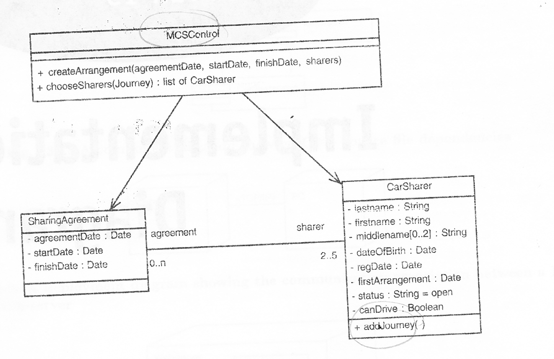 MCSControl
+ createArrangement(agreementDate, startDate, finishDate, sharers)
+ chooseSharers(Journey) : list of CarSharer
SharingAgreement
- agreementDate : Date
- startDate : Date
- finishDate : Date
agreement
0..n
sharer
2..5
CarSharer
- lastname : String
- firstname : String
- middlename[0..2] : String
- dateOfBirth : Date
- regDate : Date
- firstArrangement : Date
- status : String = open
- canDrive : Boolean
+ addJourney( )